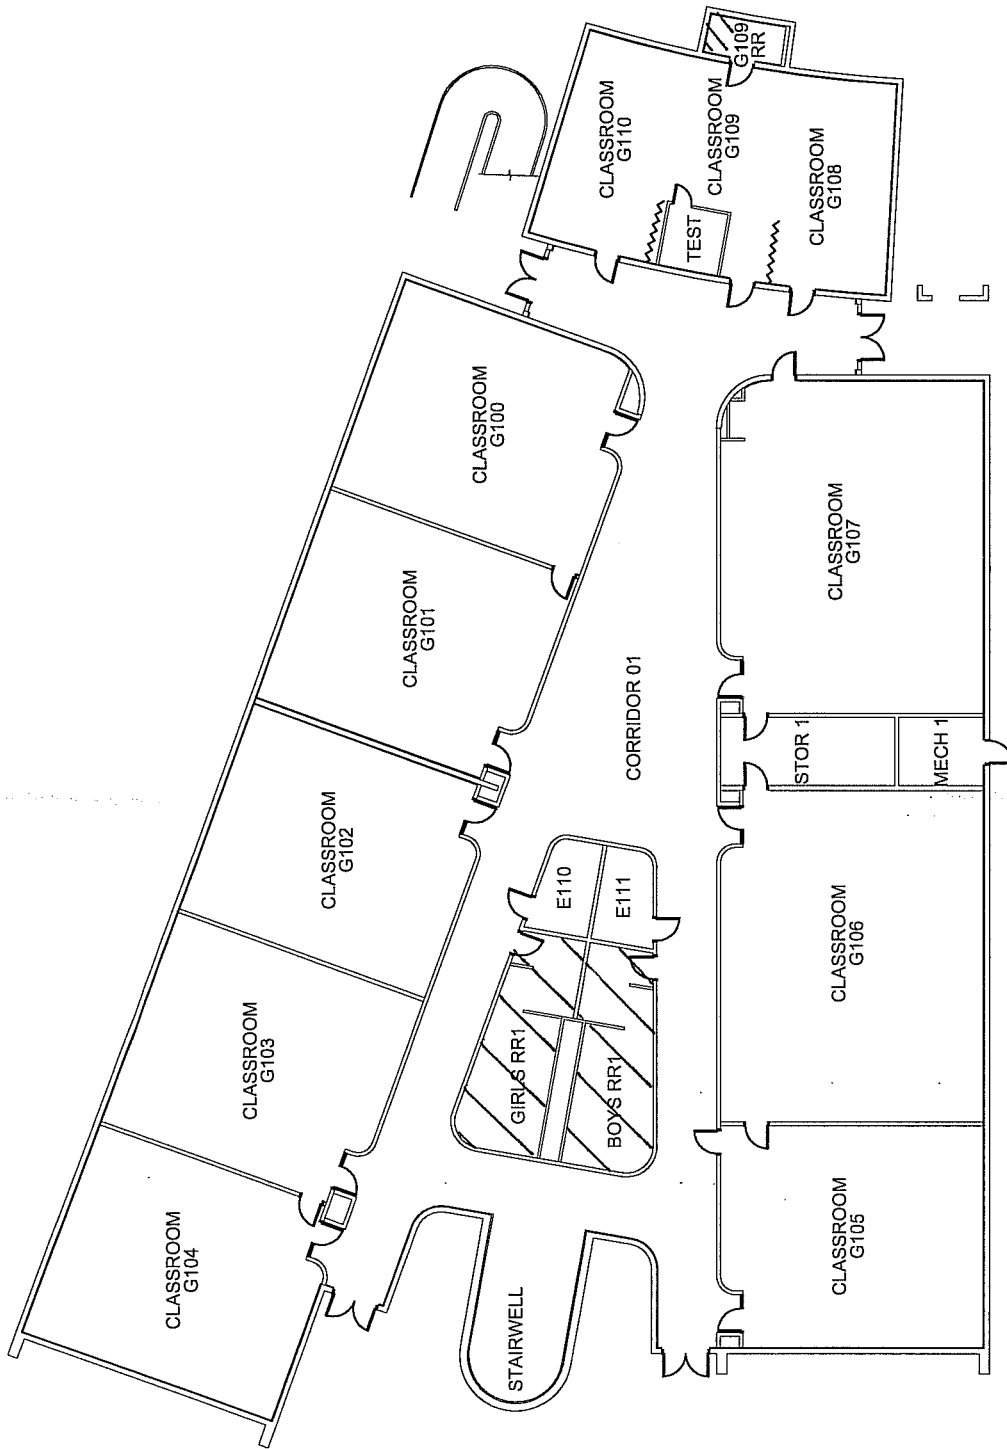 CLASSROOM
G104
CLASSROOM
G103
CLASSROOM
G102
CLASSROOM
G101
CLASSROOM
G100
STAIRWELL
GIRLS RR1
BOYS RR1
E110
E111
CORRIDOR 01
CLASSROOM
G110
TEST
CLASSROOM
G109
G109
RR
CLASSROOM
G108
CLASSROOM
G105
CLASSROOM
G106
STOR 1
MECH 1
CLASSROOM
G107